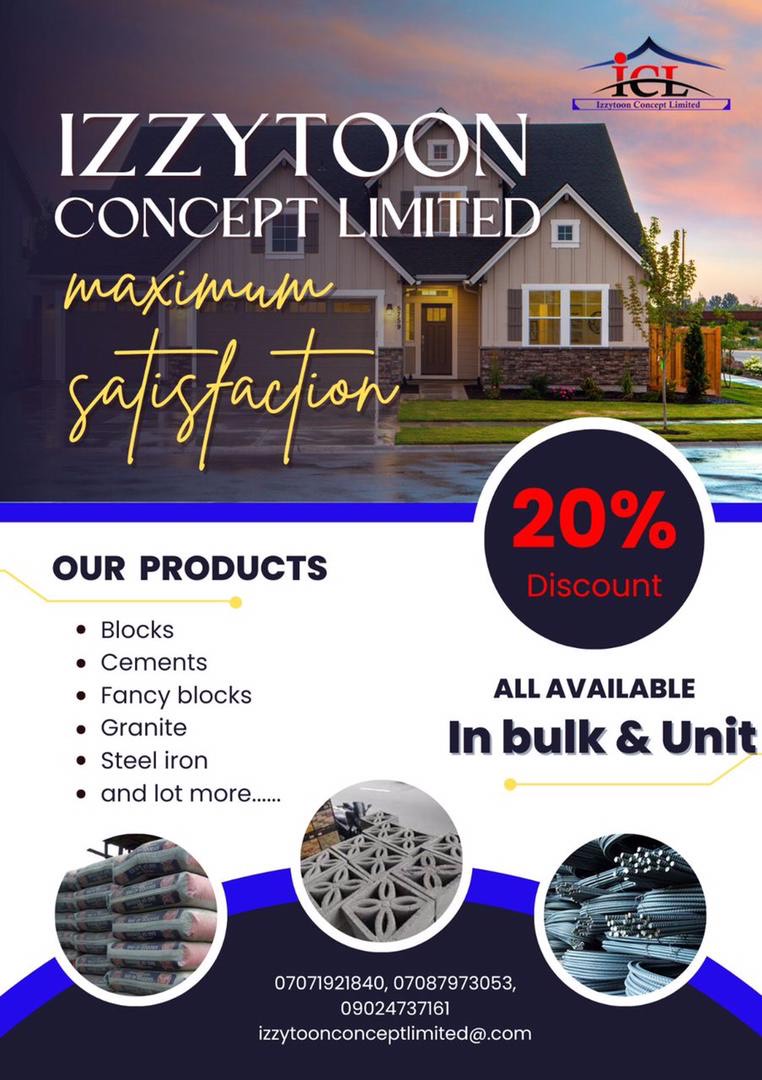 ICL
Izzytoon Concept Limited
IZZYTOON
CONCEPT LIMITED
maximum
satisfaction
5759
20%
Discount
OUR PRODUCTS
Blocks
Cements
Fancy blocks
Granite
Steel iron
and lot more......
ALL AVAILABLE
In bulk & Unit
07071921840, 07087973053,
09024737161
izzytoonconceptlimited@.com